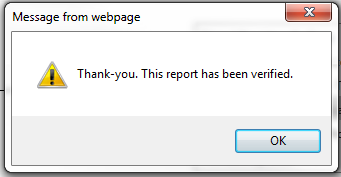 Message from webpage
Thank-you. This report has been verified.
OK